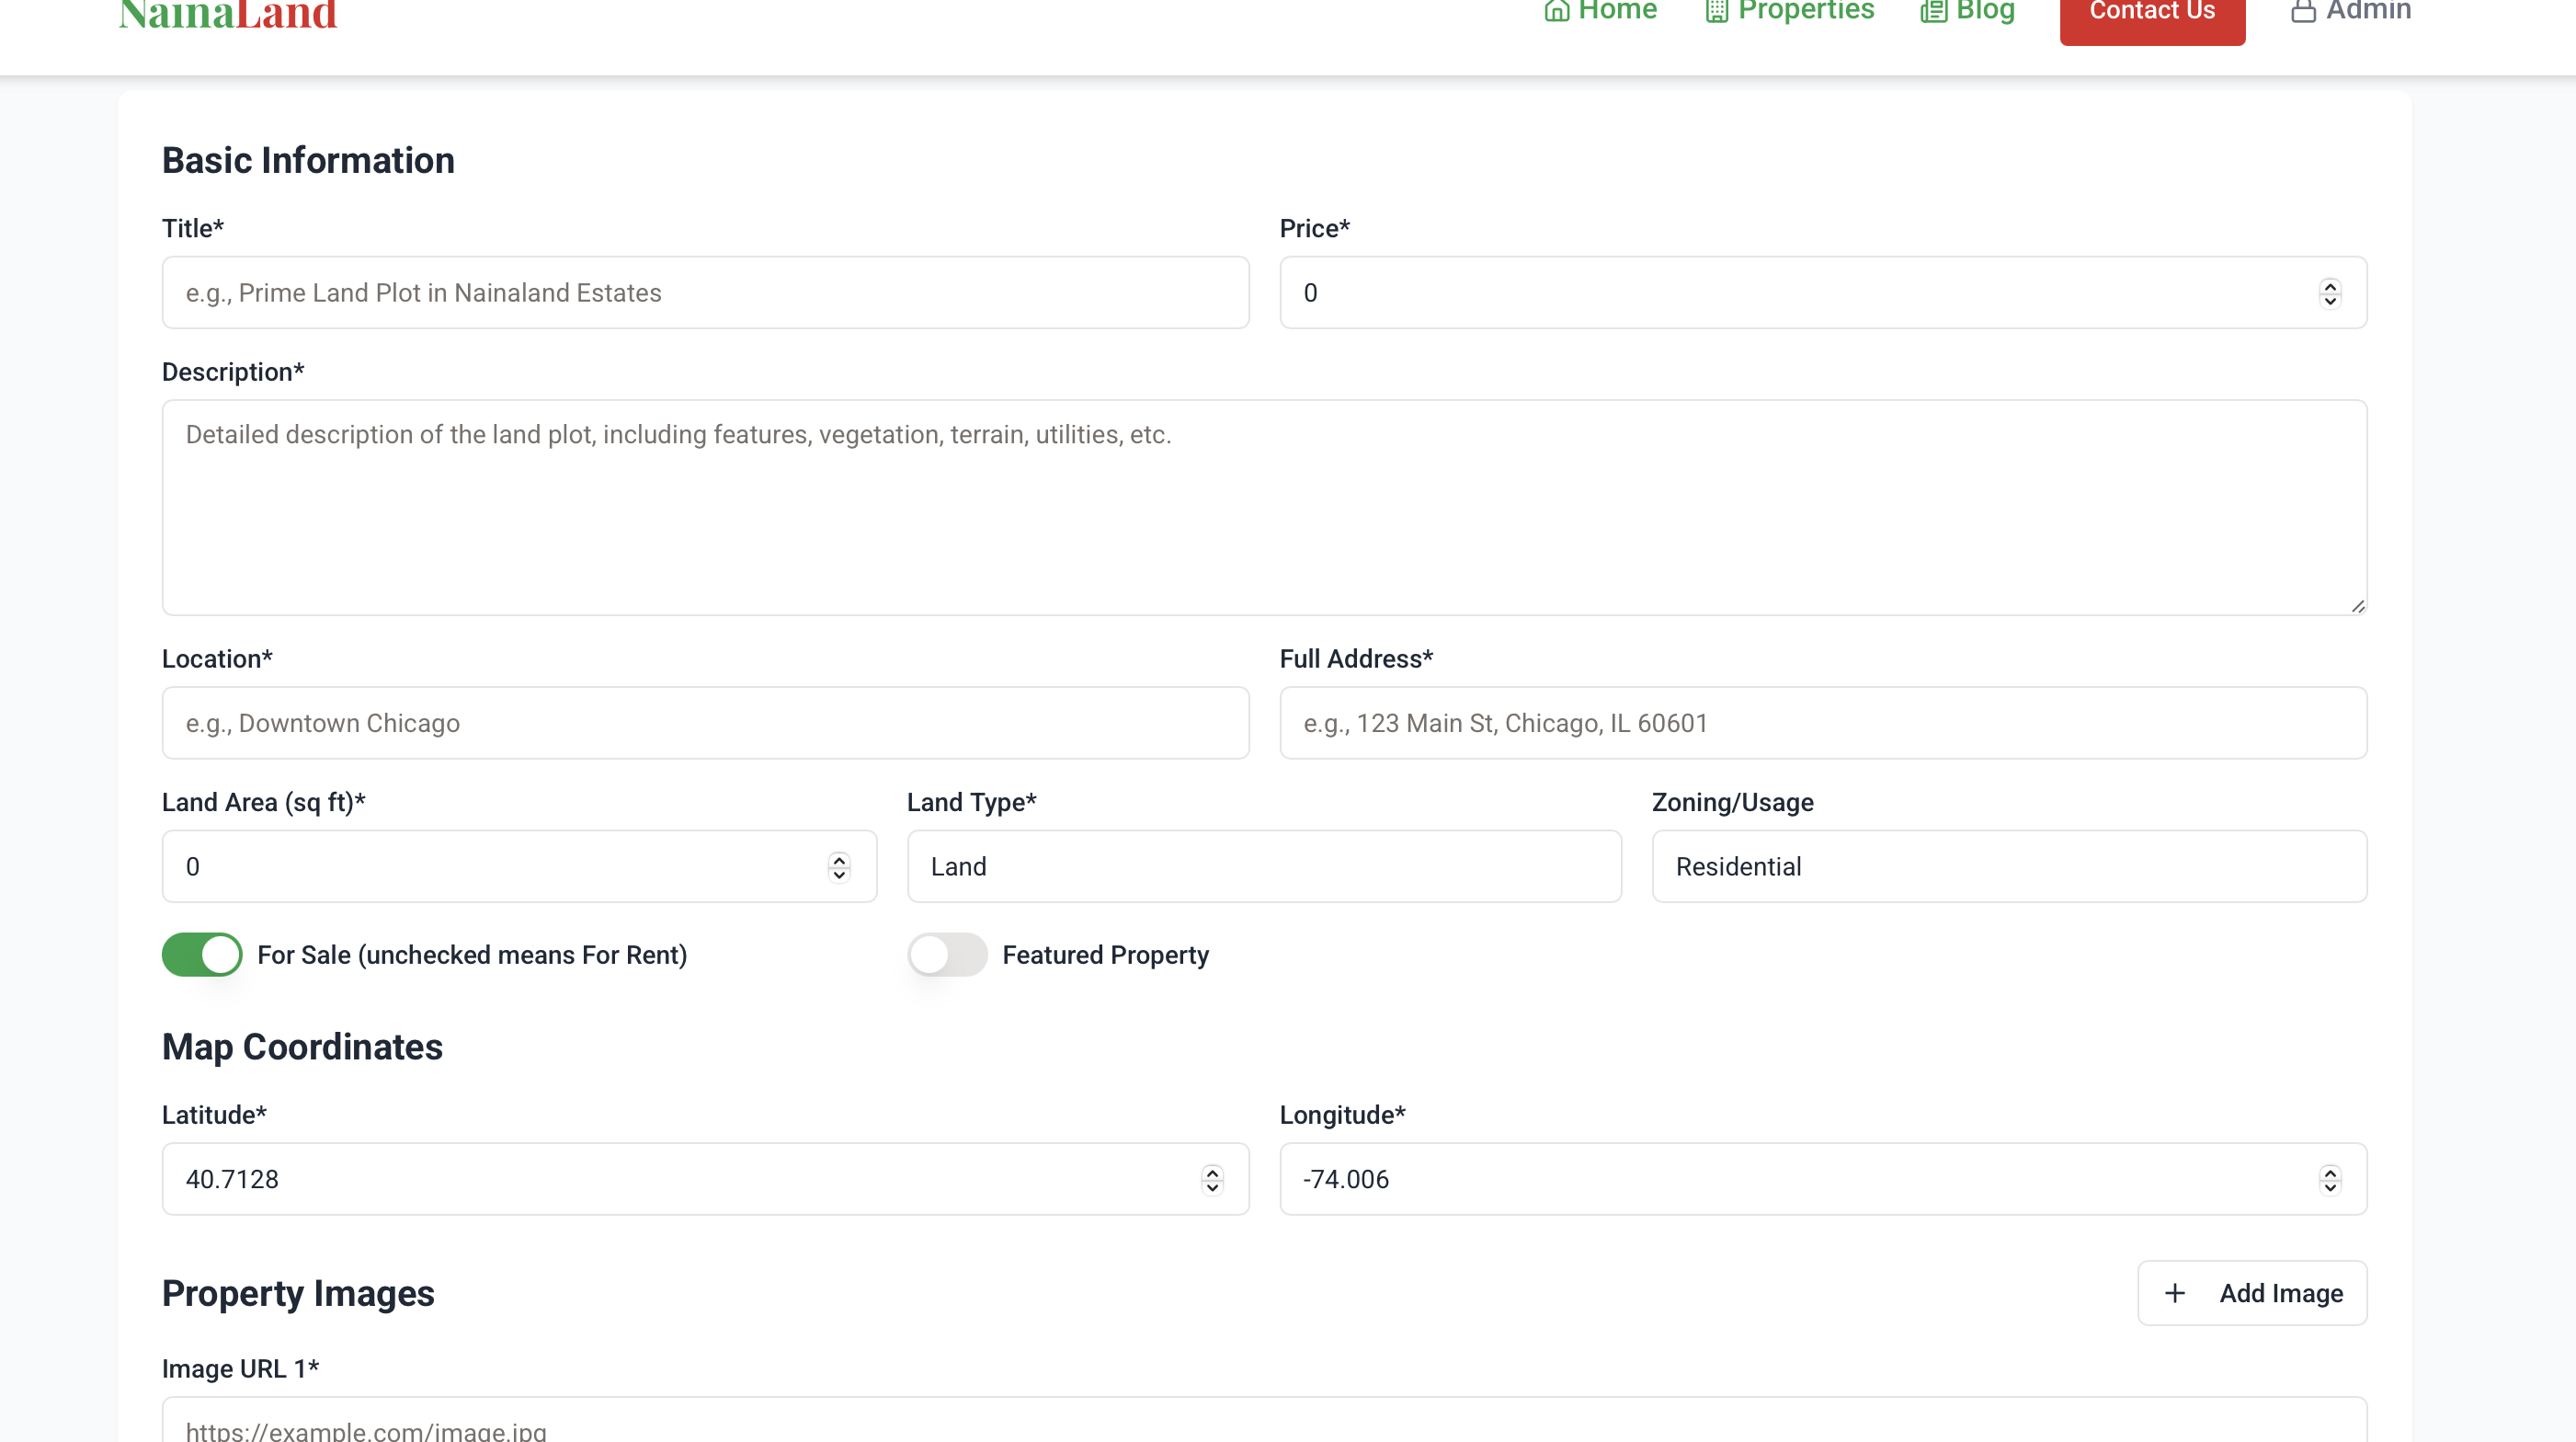 NainaLand
Home
Properties
Blog
Contact Us
Admin
Basic Information
Title*
Price*
e.g., Prime Land Plot in Nainaland Estates
0
Description*
Detailed description of the land plot, including features, vegetation, terrain, utilities, etc.
Location*
Full Address*
e.g., Downtown Chicago
e.g., 123 Main St, Chicago, IL 60601
Land Area (sq ft)*
Land Type*
Zoning/Usage
0
Land
Residential
For Sale (unchecked means For Rent)
Featured Property
Map Coordinates
Latitude*
Longitude*
40.7128
-74.006
Property Images
+ Add Image
Image URL 1*
https://example.com/image.jpg